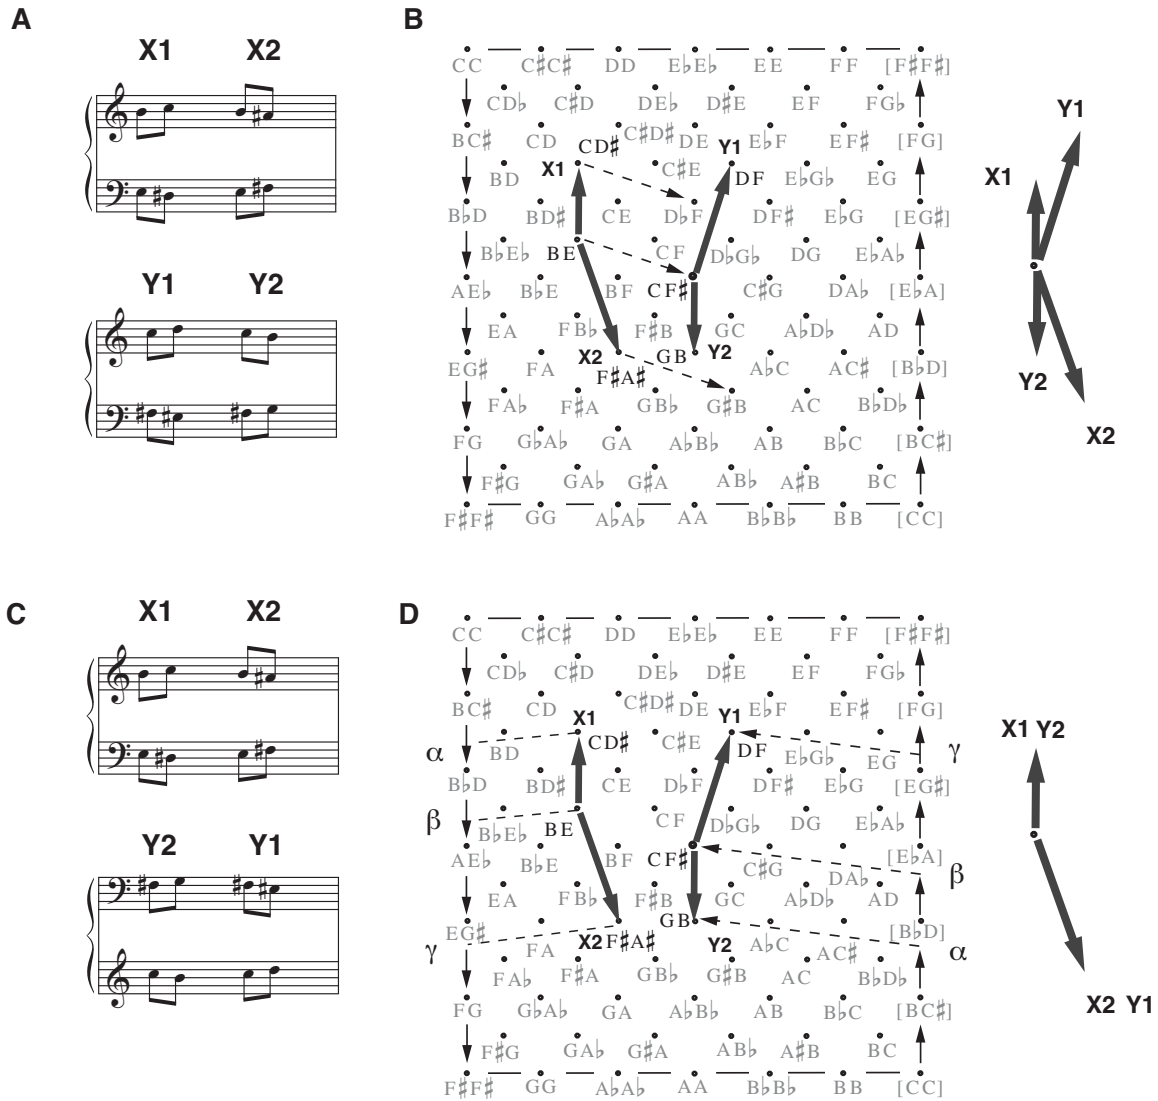 A
X1 X2
Y1 Y2
B
CC C♯C♯ DD E♭E♭ EE FF [F♯F♯]
CD♭ C♯D DE♭ D♯E EF FG♭
BC♯ CD C♯D♯ DE E♭F EF♯ [FG]
BD X1 CD♯ C♯E Y1 DF E♭G♭ EG
B♭D BD♯ CE D♭F DF♯ E♭G [EG♯]
B♭E♭ BE CF D♭G♭ DG E♭A♭
AE♭ B♭E BF CF♯ C♯G DA♭ [E♭A]
EA FB♭ F♯B GC A♭D♭ AD
EG♯ FA X2 F♯A♯ GB Y2 A♭C AC♯ [B♭D]
FA♭ F♯A GB♭ G♯B AC B♭D♭
FG G♭A♭ GA A♭B♭ AB B♭C [BC♯]
F♯G GA♭ G♯A AB♭ A♯B BC
F♯F♯ GG A♭A♭ AA B♭B♭ BB [CC]
Y1
X1
Y2
X2
C
X1 X2
Y2 Y1
D
CC C♯C♯ DD E♭E♭ EE FF [F♯F♯]
CD♭ C♯D DE♭ D♯E EF FG♭
BC♯ CD C♯D♯ DE E♭F EF♯ [FG]
α BD X1 CD♯ C♯E Y1 DF E♭G♭ EG γ
B♭D BD♯ CE D♭F DF♯ E♭G [EG♯]
β B♭E♭ BE CF D♭G♭ DG E♭A♭
AE♭ B♭E BF CF♯ C♯G DA♭ [E♭A] β
EA FB♭ F♯B GC A♭D♭ AD
EG♯ γ FA X2 F♯A♯ GB Y2 A♭C AC♯ [B♭D] α
FA♭ F♯A GB♭ G♯B AC B♭D♭
FG G♭A♭ GA A♭B♭ AB B♭C [BC♯]
F♯G GA♭ G♯A AB♭ A♯B BC
F♯F♯ GG A♭A♭ AA B♭B♭ BB [CC]
X1 Y2
X2 Y1